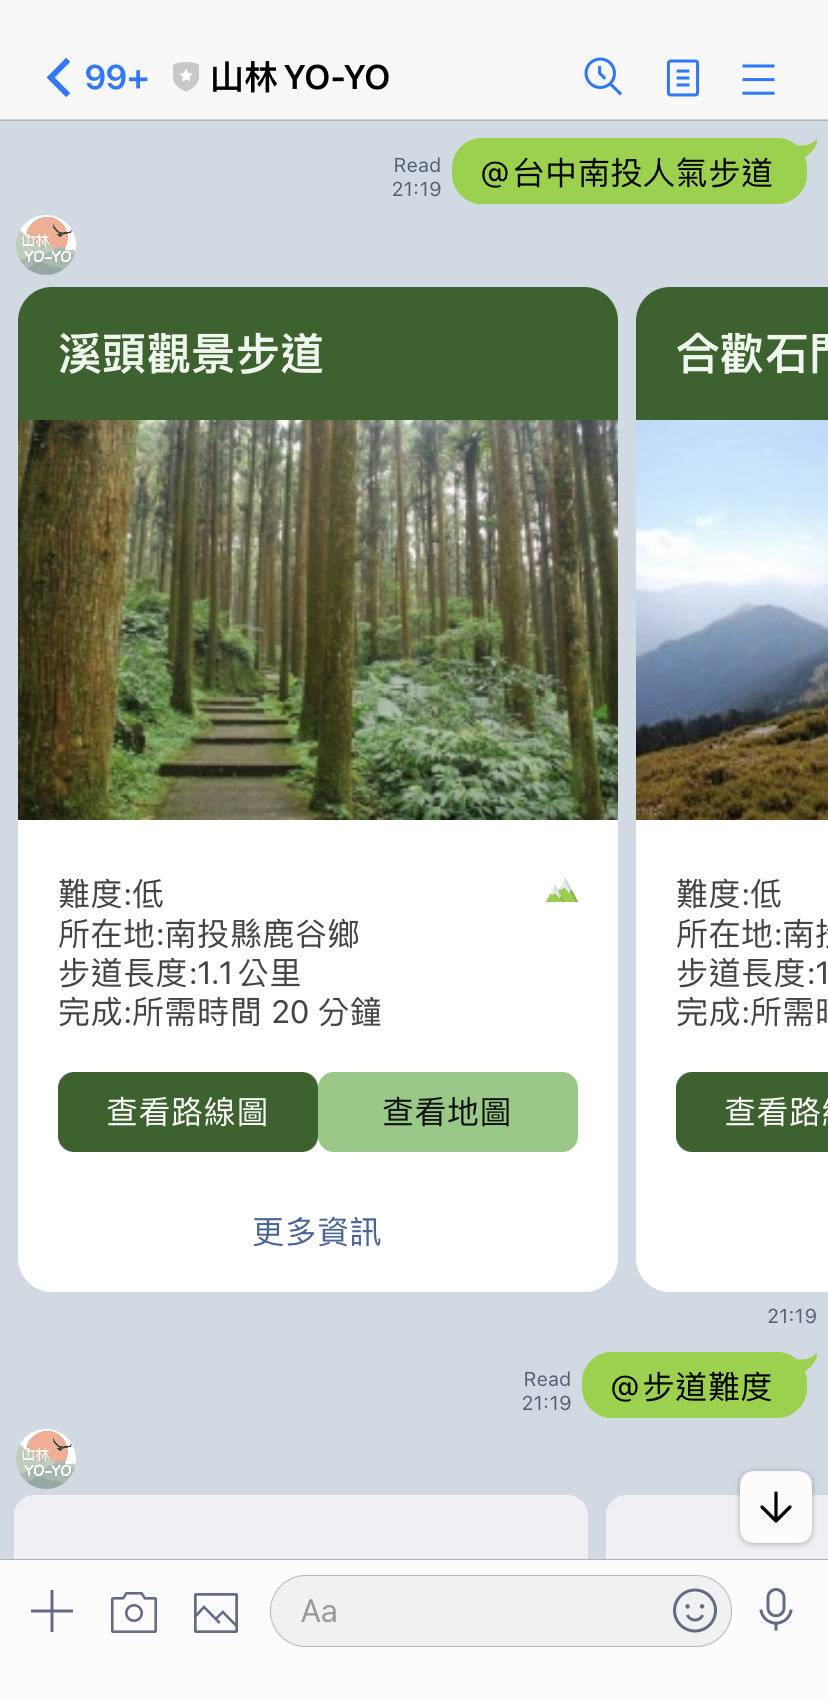 99+ 山林 YO-YO
@台中南投人氣步道
Read
21:19
山林
YO-YO
溪頭觀景步道
難度:低
所在地:南投縣鹿谷鄉
步道長度:1.1公里
完成:所需時間 20 分鐘
查看路線圖 查看地圖
更多資訊
合歡石門
難度:低
所在地:南投
步道長度:1
完成:所需時
查看路線
21:19
@步道難度
Read
21:19
山林
YO-YO
Aa